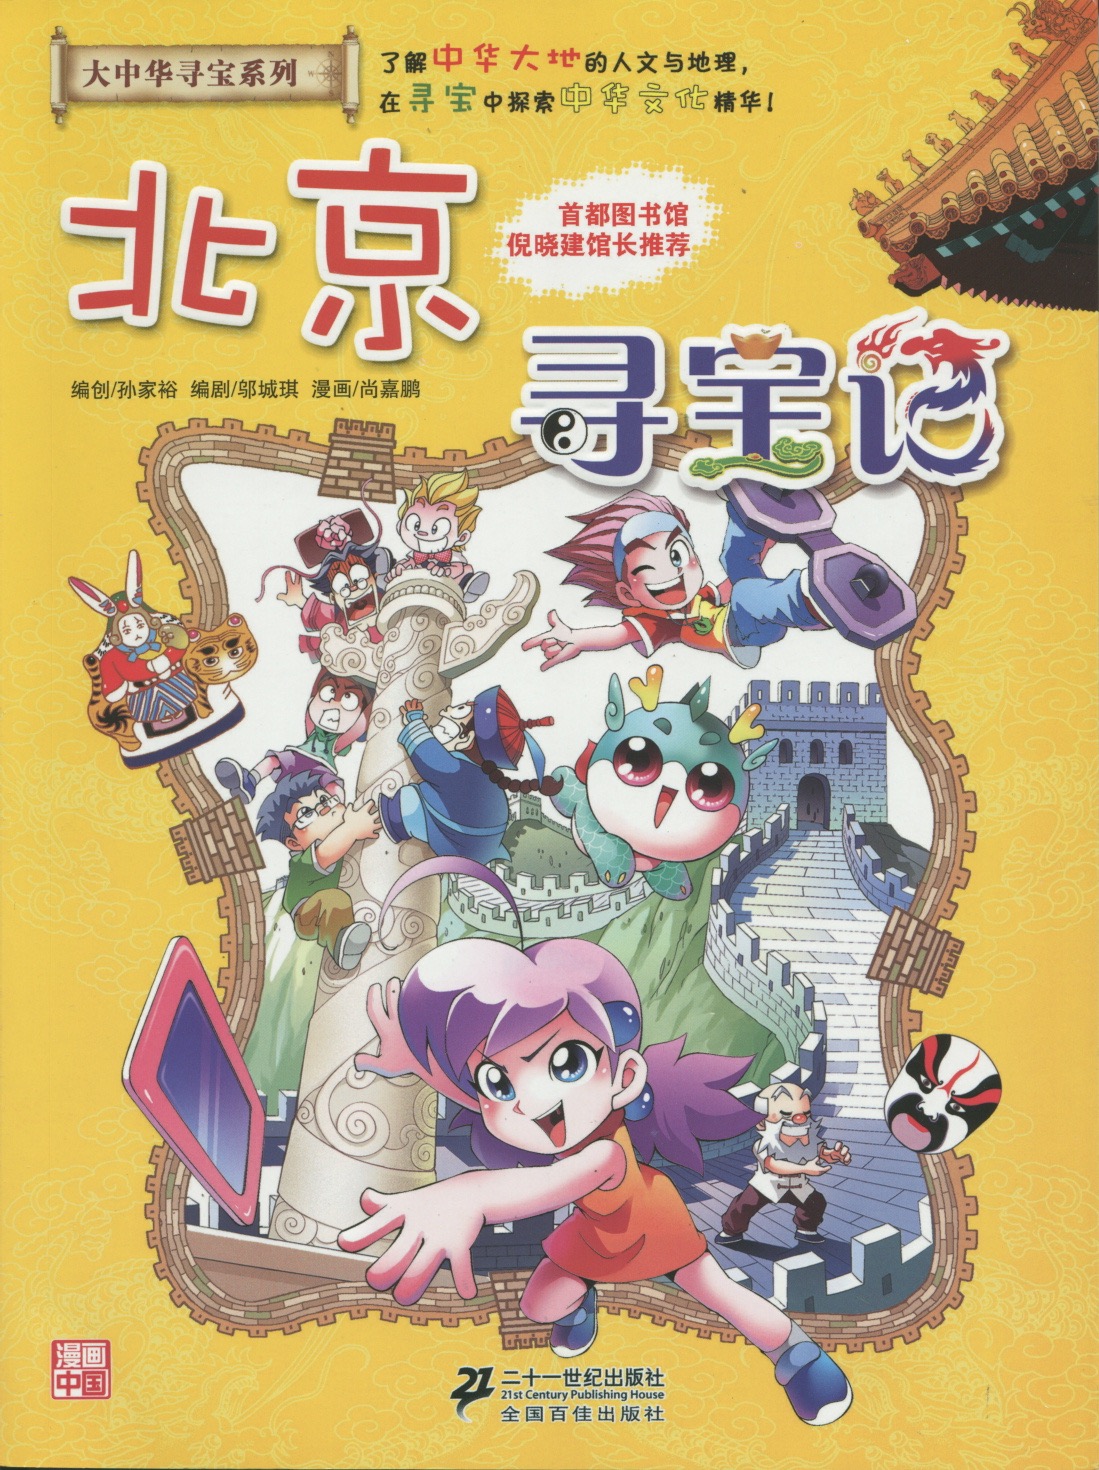 大中华寻宝系列
了解中华大地的人文与地理，
在寻宝中探索中华文化精华！
北京
首都图书馆
倪晓建馆长推荐
寻宝记
编创/孙家裕 编剧/邬城琪 漫画/尚嘉鹏
漫画
中国
21
二十一世纪出版社
21st Century Publishing House
全国百佳出版社